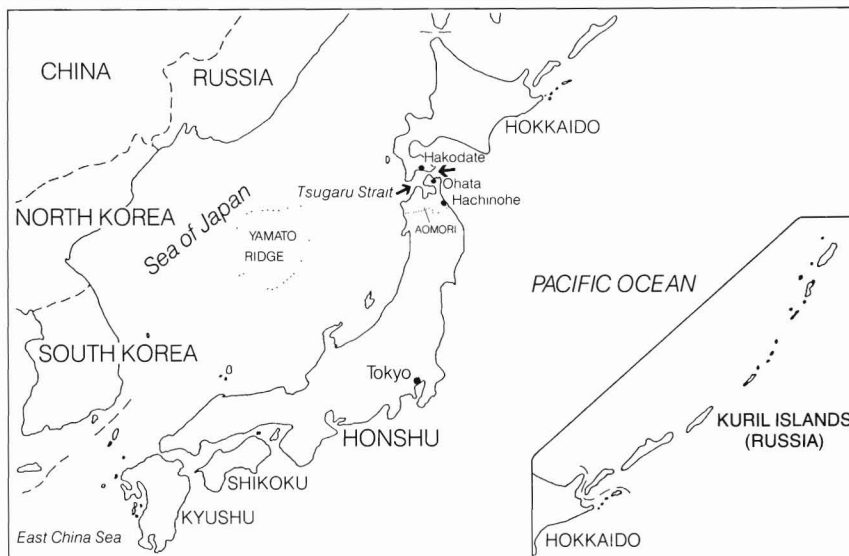 CHINA
RUSSIA
HOKKAIDO
Hakodate
Tsugaru Strait
Ohata
Hachinohe
AOMORI
NORTH KOREA
Sea of Japan
YAMATO
RIDGE
PACIFIC OCEAN
SOUTH KOREA
Tokyo
HONSHU
SHIKOKU
KYUSHU
East China Sea
KURIL ISLANDS
(RUSSIA)
HOKKAIDO